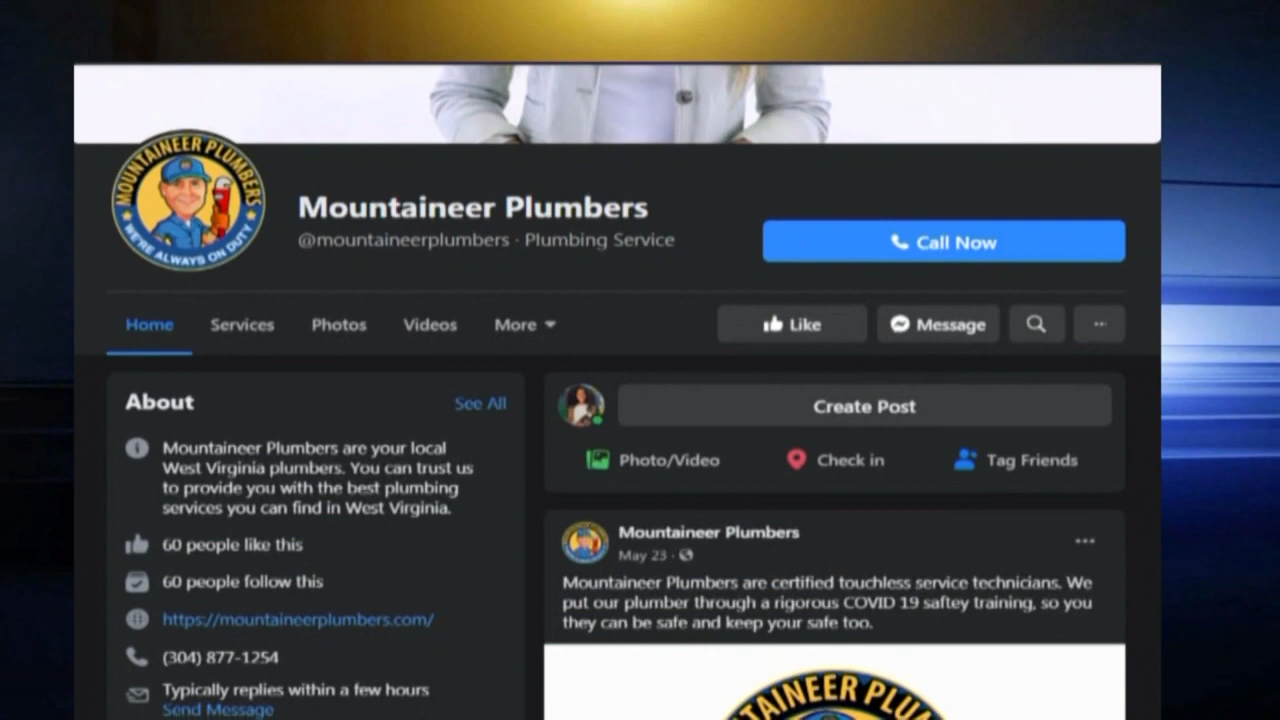 MOUNTAINEER PLUMBERS
WE'RE ALWAYS ON DUTY
Mountaineer Plumbers
@mountaineerplumbers · Plumbing Service
Call Now
Home Services Photos Videos More
Like Message
About See All
Mountaineer Plumbers are your local
West Virginia plumbers. You can trust us
to provide you with the best plumbing
services you can find in West Virginia.
60 people like this
60 people follow this
https://mountaineerplumbers.com/
(304) 877-1254
Typically replies within a few hours
Send Message
Create Post
Photo/Video Check in Tag Friends
Mountaineer Plumbers
May 23 ·
Mountaineer Plumbers are certified touchless service technicians. We
put our plumber through a rigorous COVID 19 saftey training, so you
they can be safe and keep your safe too.
MOUNTAINEER PLU